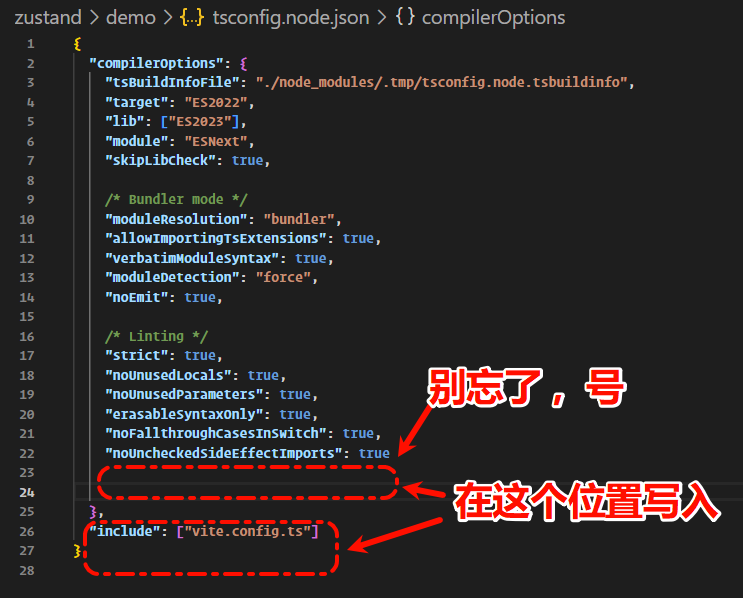 zustand > demo > {...} tsconfig.node.json > {} compilerOptions
1 {
2 "compilerOptions": {
3 "tsBuildInfoFile": "./node_modules/.tmp/tsconfig.node.tsbuildinfo",
4 "target": "ES2022",
5 "lib": ["ES2023"],
6 "module": "ESNext",
7 "skipLibCheck": true,
8
9 /* Bundler mode */
10 "moduleResolution": "bundler",
11 "allowImportingTsExtensions": true,
12 "verbatimModuleSyntax": true,
13 "moduleDetection": "force",
14 "noEmit": true,
15
16 /* Linting */
17 "strict": true,
18 "noUnusedLocals": true,
19 "noUnusedParameters": true,
20 "erasableSyntaxOnly": true,
21 "noFallthroughCasesInSwitch": true,
22 "noUncheckedSideEffectImports": true
别忘了，号
23
24
在这个位置写入
25 },
26 "include": ["vite.config.ts"]
27 }
28